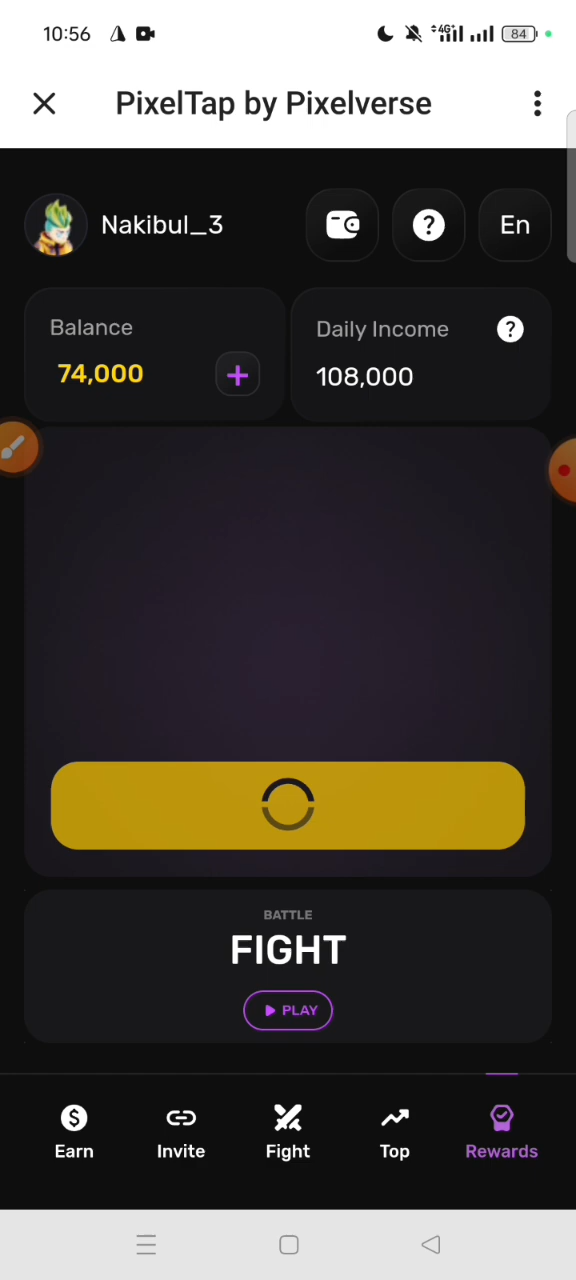 10:56
4G+
84
PixelTap by Pixelverse
Nakibul_3
?
En
Balance
Daily Income
?
74,000
+
108,000
BATTLE
FIGHT
PLAY
$
Earn
Invite
Fight
Top
Rewards